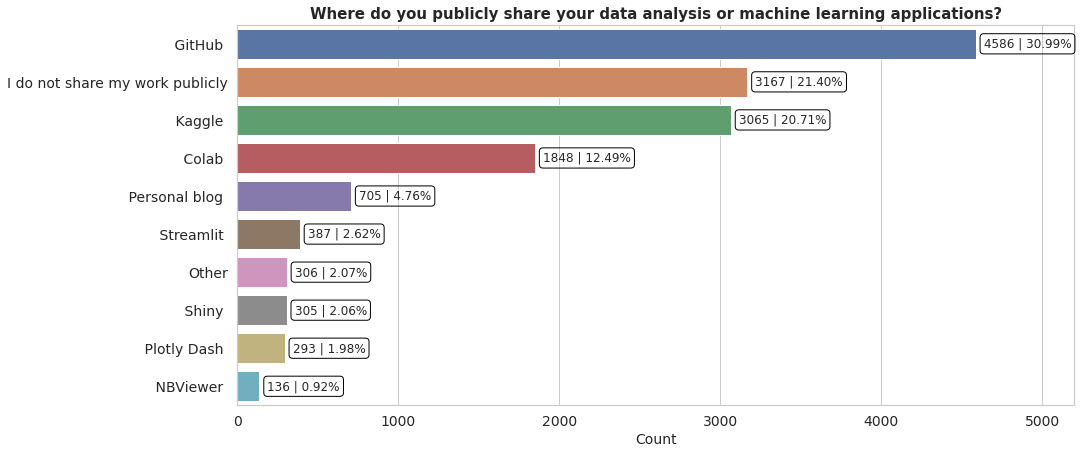 Where do you publicly share your data analysis or machine learning applications?
GitHub 4586 | 30.99%
I do not share my work publicly 3167 | 21.40%
Kaggle 3065 | 20.71%
Colab 1848 | 12.49%
Personal blog 705 | 4.76%
Streamlit 387 | 2.62%
Other 306 | 2.07%
Shiny 305 | 2.06%
Plotly Dash 293 | 1.98%
NBViewer 136 | 0.92%
0 1000 2000 3000 4000 5000
Count